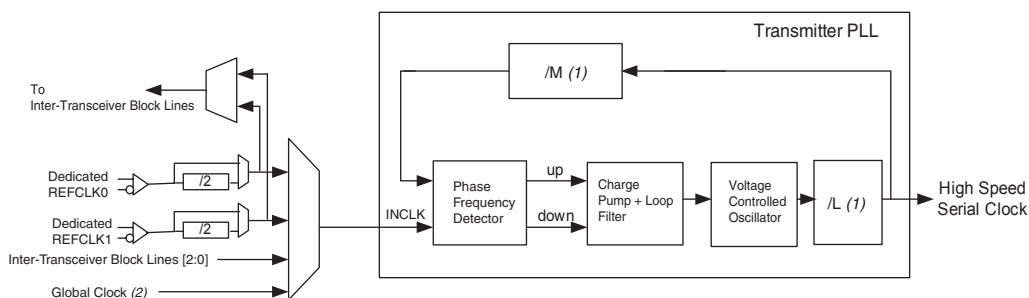 Transmitter PLL
/M (1)
To
Inter-Transceiver Block Lines
Dedicated
REFCLK0
/2
Dedicated
REFCLK1
/2
Inter-Transceiver Block Lines [2:0]
Global Clock (2)
INCLK
Phase
Frequency
Detector
up
down
Charge
Pump + Loop
Filter
Voltage
Controlled
Oscillator
/L (1)
High Speed
Serial Clock